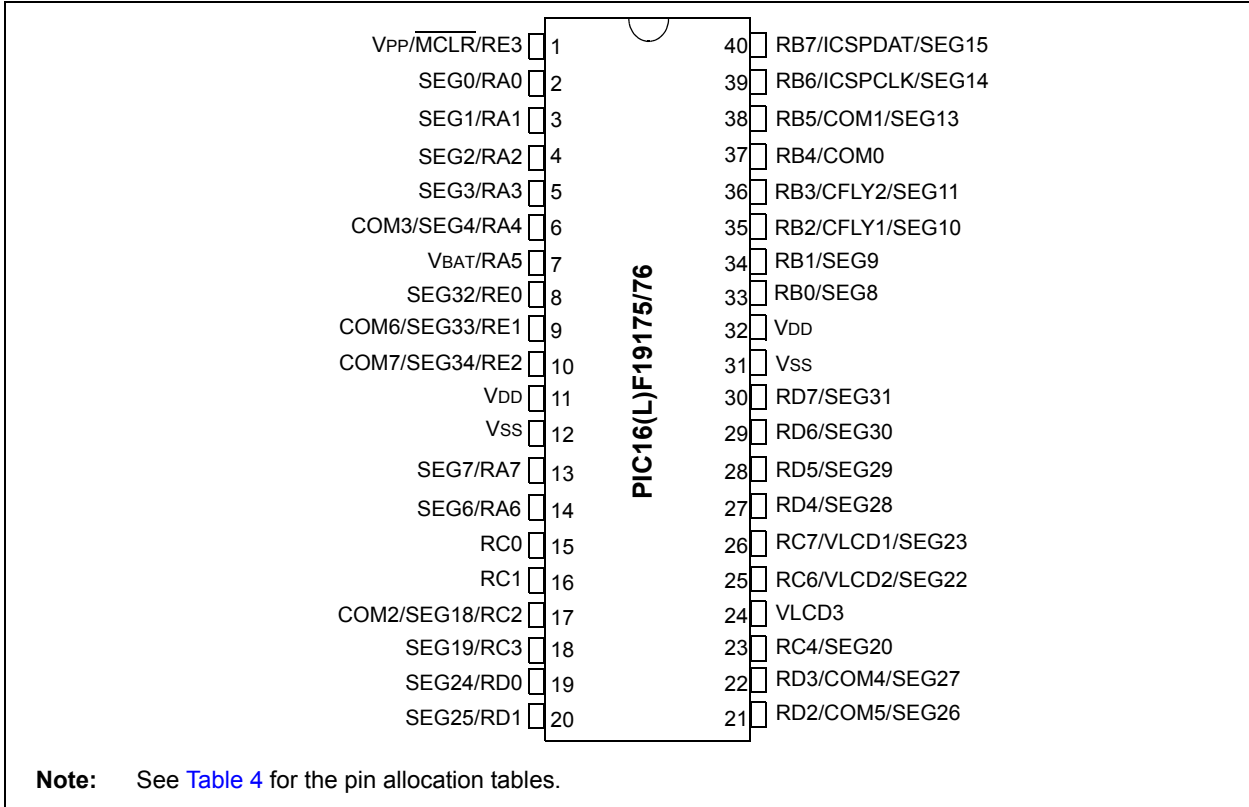 VPP/MCLR/RE3 1 40 RB7/ICSPDAT/SEG15
SEG0/RA0 2 39 RB6/ICSPCLK/SEG14
SEG1/RA1 3 38 RB5/COM1/SEG13
SEG2/RA2 4 37 RB4/COM0
SEG3/RA3 5 36 RB3/CFLY2/SEG11
COM3/SEG4/RA4 6 35 RB2/CFLY1/SEG10
VBAT/RA5 7 34 RB1/SEG9
SEG32/RE0 8 33 RB0/SEG8
COM6/SEG33/RE1 9 32 VDD
COM7/SEG34/RE2 10 31 VSS
VDD 11 30 RD7/SEG31
VSS 12 29 RD6/SEG30
SEG7/RA7 13 28 RD5/SEG29
SEG6/RA6 14 27 RD4/SEG28
RC0 15 26 RC7/VLCD1/SEG23
RC1 16 25 RC6/VLCD2/SEG22
COM2/SEG18/RC2 17 24 VLCD3
SEG19/RC3 18 23 RC4/SEG20
SEG24/RD0 19 22 RD3/COM4/SEG27
SEG25/RD1 20 21 RD2/COM5/SEG26
PIC16(L)F19175/76
Note: See Table 4 for the pin allocation tables.